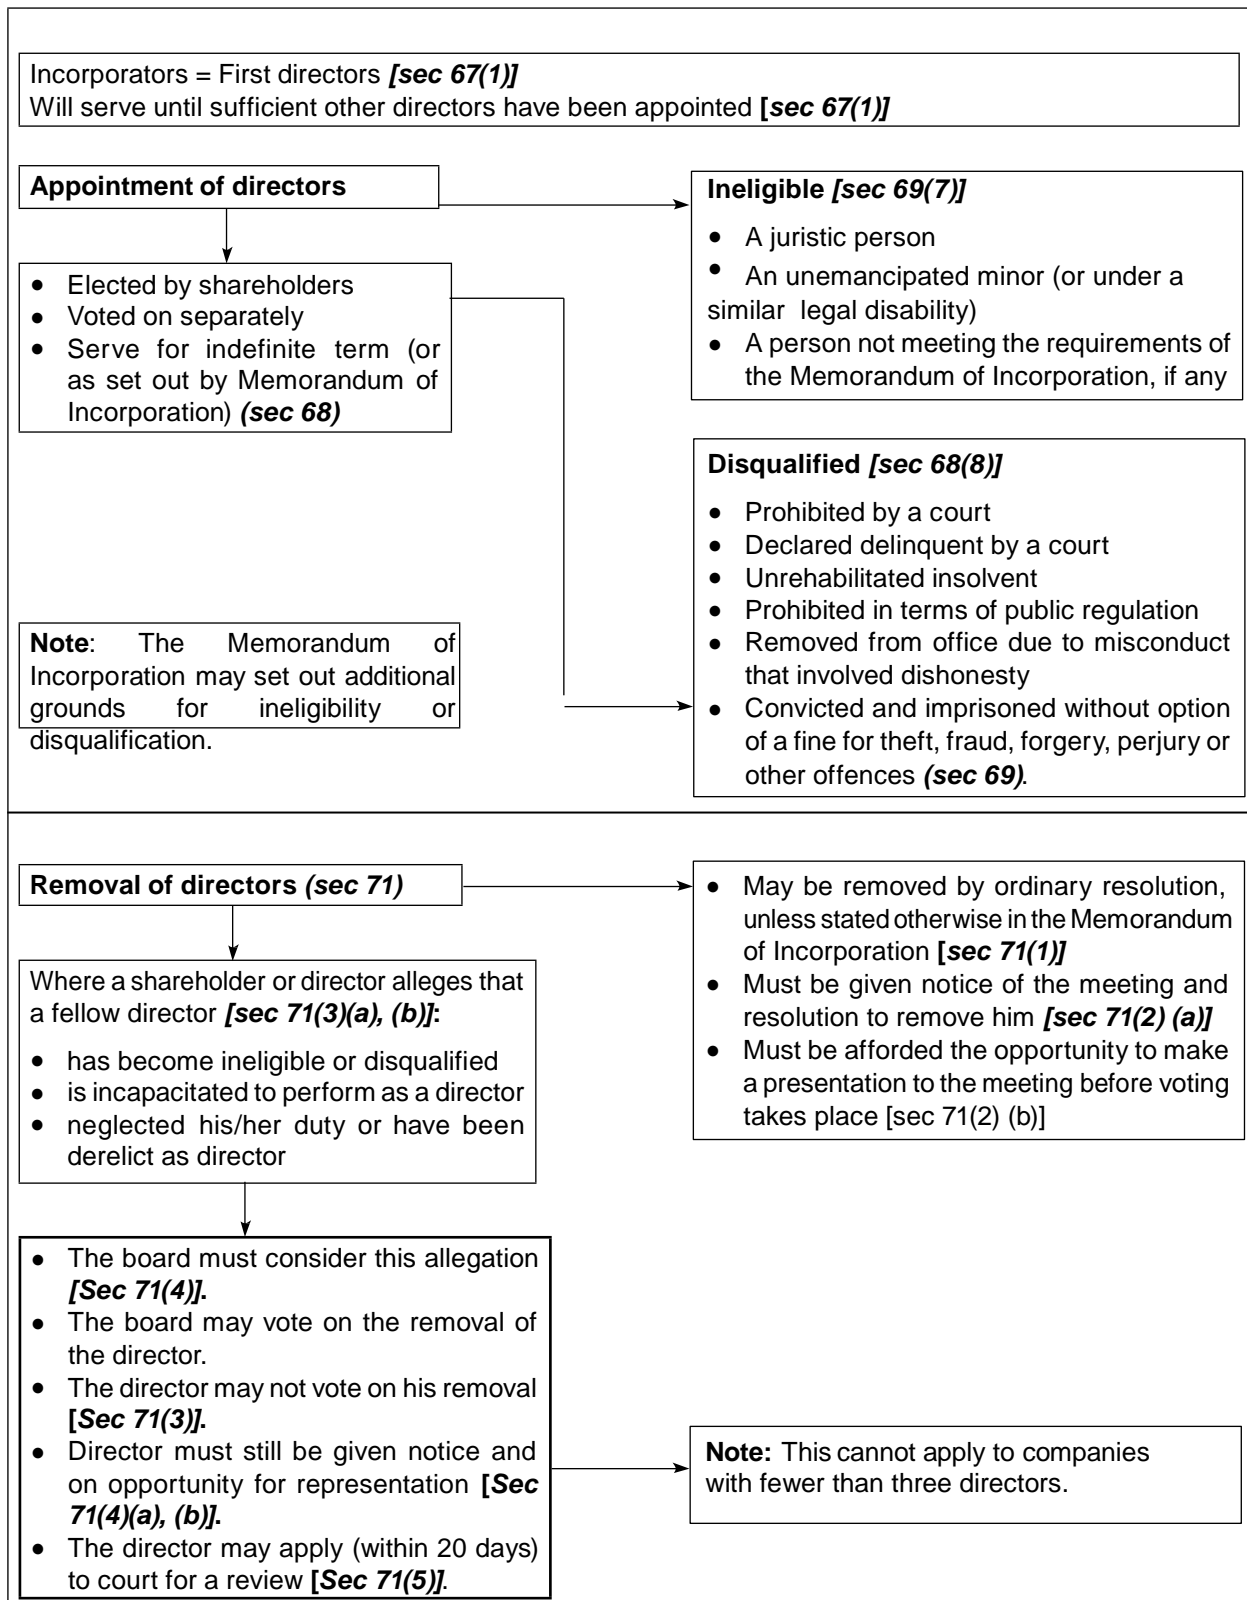 Incorporators = First directors [sec 67(1)]
Will serve until sufficient other directors have been appointed [sec 67(1)]
Appointment of directors
● Elected by shareholders
● Voted on separately
● Serve for indefinite term (or
as set out by Memorandum of
Incorporation) (sec 68)
Note: The Memorandum of
Incorporation may set out additional
grounds for ineligibility or
disqualification.
Ineligible [sec 69(7)]
● A juristic person
● An unemancipated minor (or under a
similar legal disability)
● A person not meeting the requirements of
the Memorandum of Incorporation, if any
Disqualified [sec 68(8)]
● Prohibited by a court
● Declared delinquent by a court
● Unrehabilitated insolvent
● Prohibited in terms of public regulation
● Removed from office due to misconduct
that involved dishonesty
● Convicted and imprisoned without option
of a fine for theft, fraud, forgery, perjury or
other offences (sec 69).
Removal of directors (sec 71)
Where a shareholder or director alleges that
a fellow director [sec 71(3)(a), (b)]:
● has become ineligible or disqualified
● is incapacitated to perform as a director
● neglected his/her duty or have been
derelict as director
● May be removed by ordinary resolution,
unless stated otherwise in the Memorandum
of Incorporation [sec 71(1)]
● Must be given notice of the meeting and
resolution to remove him [sec 71(2) (a)]
● Must be afforded the opportunity to make
a presentation to the meeting before voting
takes place [sec 71(2) (b)]
● The board must consider this allegation
[Sec 71(4)].
● The board may vote on the removal of
the director.
● The director may not vote on his removal
[Sec 71(3)].
● Director must still be given notice and
on opportunity for representation [Sec
71(4)(a), (b)].
● The director may apply (within 20 days)
to court for a review [Sec 71(5)].
Note: This cannot apply to companies
with fewer than three directors.